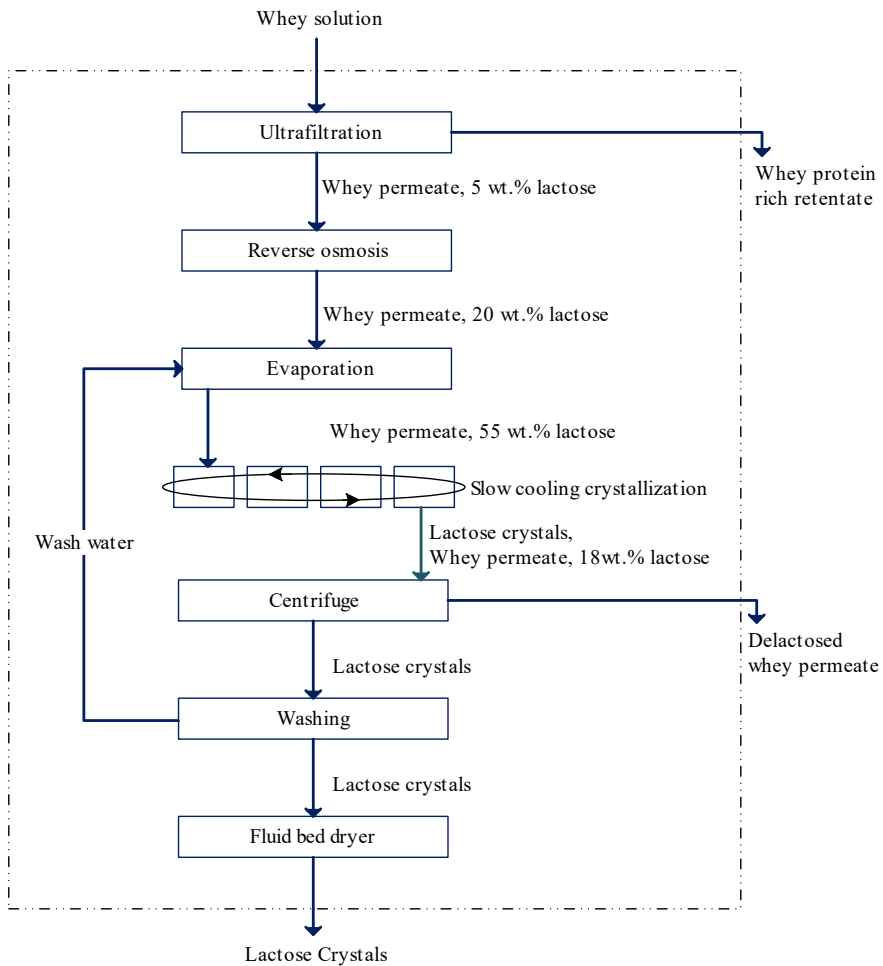 Whey solution
Ultrafiltration
Whey protein
rich retentate
Whey permeate, 5 wt.% lactose
Reverse osmosis
Whey permeate, 20 wt.% lactose
Evaporation
Whey permeate, 55 wt.% lactose
Slow cooling crystallization
Lactose crystals,
Whey permeate, 18wt.% lactose
Wash water
Centrifuge
Delactosed
whey permeate
Lactose crystals
Washing
Lactose crystals
Fluid bed dryer
Lactose Crystals